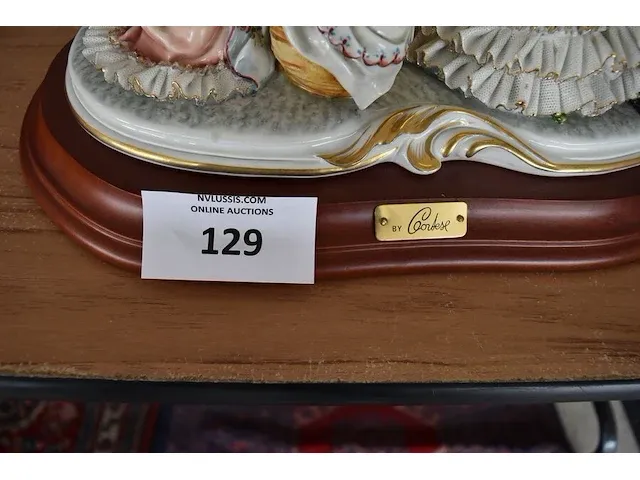 NVLUSSIS.COM
ONLINE AUCTIONS
129
BY Cortese